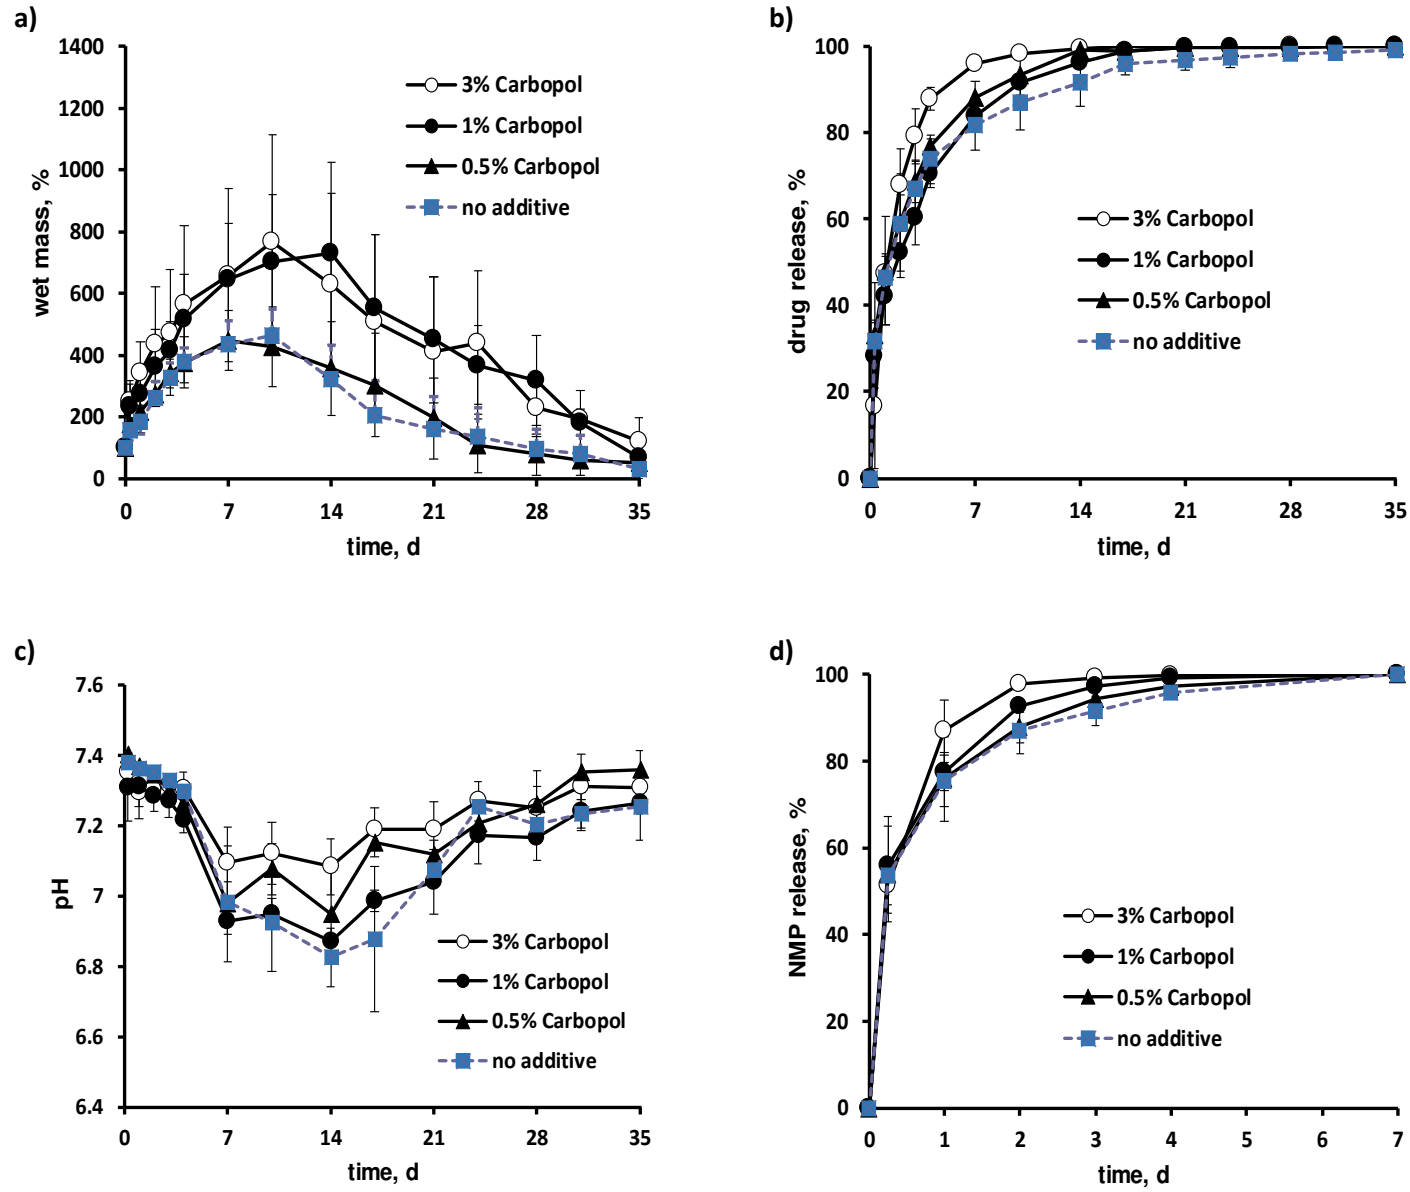 a)
1400
1200
1000
800
600
400
200
0
wet mass, %
3% Carbopol
1% Carbopol
0.5% Carbopol
no additive
0 7 14 21 28 35
time, d
b)
100
80
60
40
20
0
drug release, %
3% Carbopol
1% Carbopol
0.5% Carbopol
no additive
0 7 14 21 28 35
time, d
c)
7.6
7.4
7.2
7
6.8
6.6
6.4
pH
3% Carbopol
1% Carbopol
0.5% Carbopol
no additive
0 7 14 21 28 35
time, d
d)
100
80
60
40
20
0
NMP release, %
3% Carbopol
1% Carbopol
0.5% Carbopol
no additive
0 1 2 3 4 5 6 7
time, d